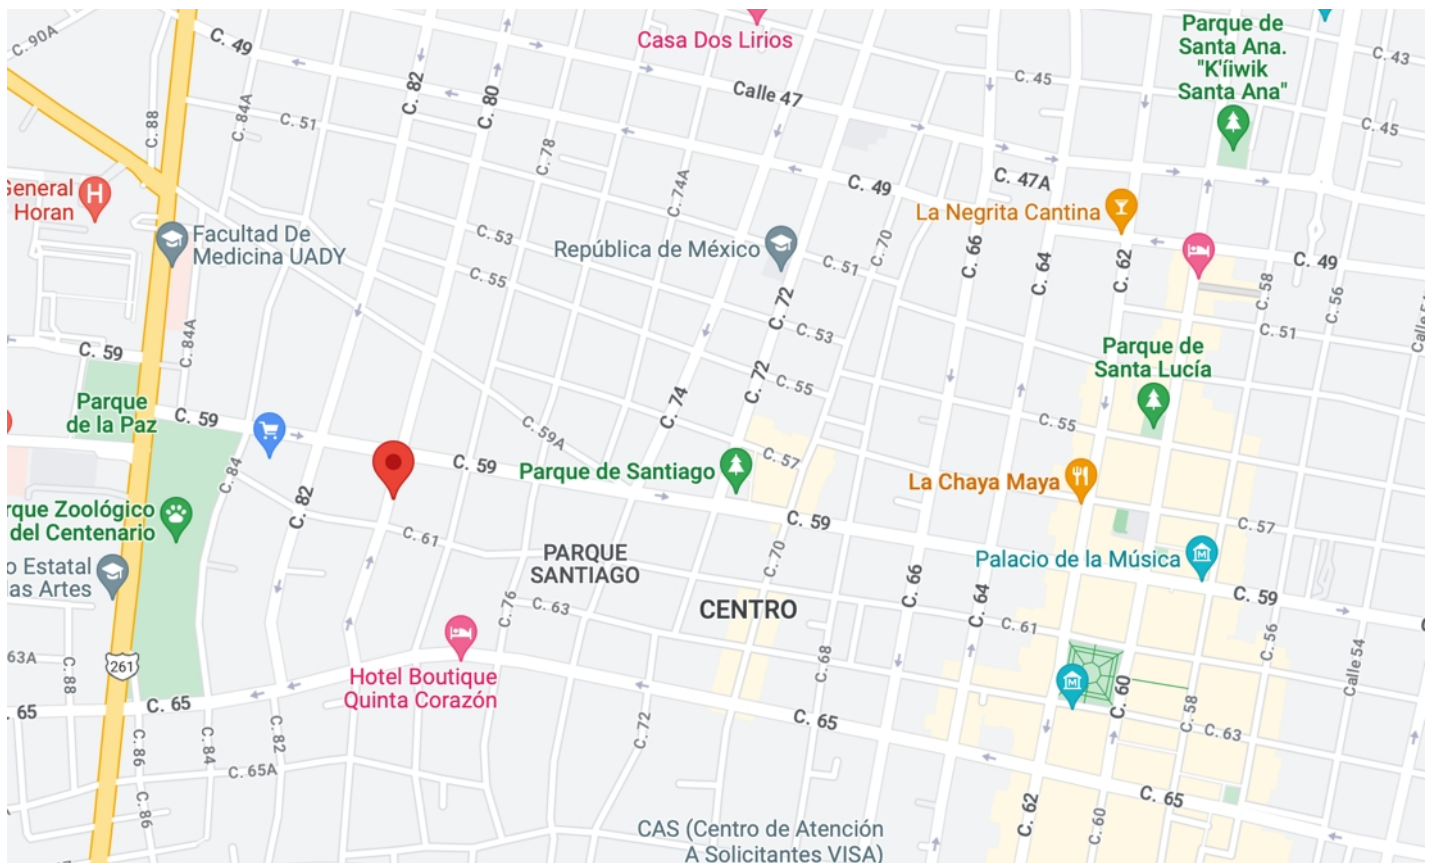 C. 90A
C. 49
C. 88
C. 84A
C. 51
C. 82
C. 80
C. 78
Casa Dos Lirios
Calle 47
C. 45
Parque de
Santa Ana.
"K'íiwik
Santa Ana"
C. 43
C. 45
General
Horan
H
Facultad De
Medicina UADY
C. 53
C. 55
C. 74A
República de México
C. 49
C. 51
C. 70
C. 47A
La Negrita Cantina
C. 66
C. 64
C. 62
C. 49
C. 58
C. 56
C. 51
C. 84A
C. 59
Parque
de la Paz
C. 59
C. 72
C. 53
C. 72
C. 55
C. 74
Parque de
Santa Lucía
C. 55
C. 59A
C. 57
C. 59
Parque de Santiago
La Chaya Maya
C. 84
C. 82
rque Zoológico
del Centenario
C. 61
C. 59
C. 57
o Estatal
as Artes
PARQUE
SANTIAGO
C. 70
CENTRO
C. 66
C. 64
Palacio de la Música
C. 59
C. 61
C. 76
C. 63
C. 56
Calle 54
C. 68
63A
C. 88
261
Hotel Boutique
Quinta Corazón
. 65
C. 65
C. 82
C. 84
C. 86
C. 65A
C. 72
C. 65
C. 60
C. 58
C. 63
C. 86
C. 62
C. 60
C. 65
CAS (Centro de Atención
A Solicitantes VISA)